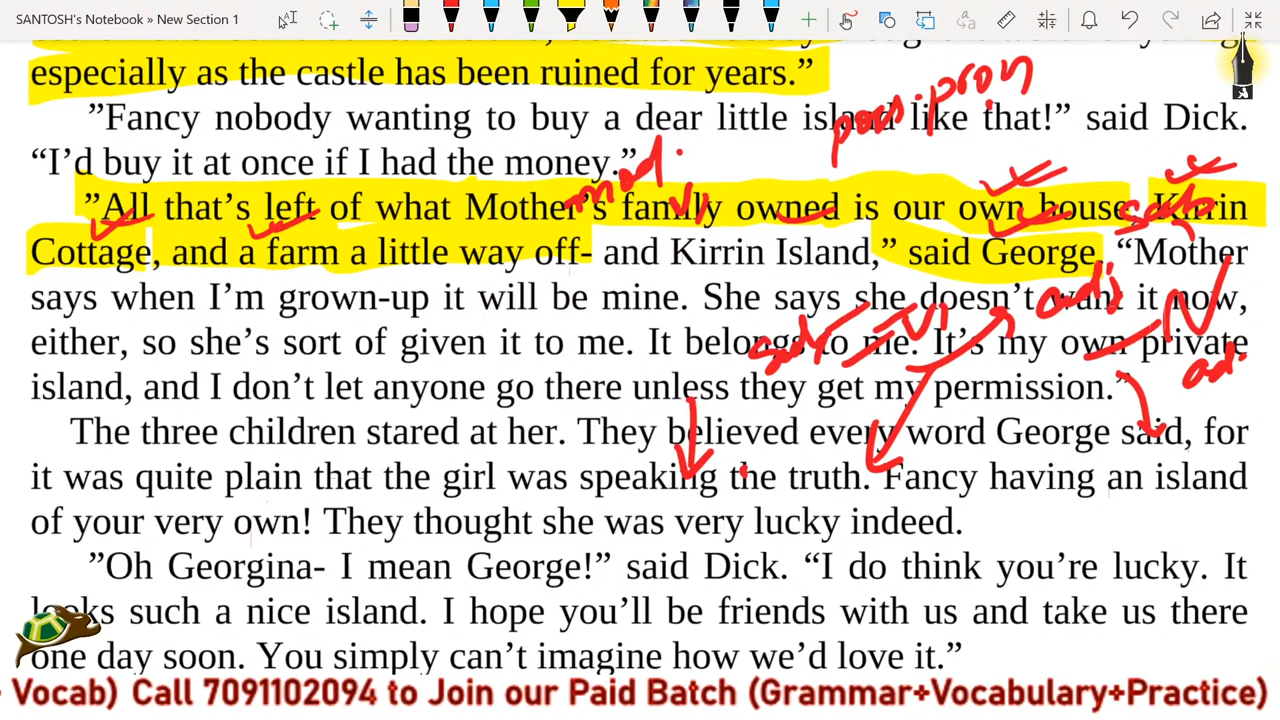 SANTOSH's Notebook » New Section 1
especially as the castle has been ruined for years.”
”Fancy nobody wanting to buy a dear little island like that!” said Dick.
“I’d buy it at once if I had the money.”
”All that’s left of what Mother’s family owned is our own house, Kirrin
Cottage, and a farm a little way off- and Kirrin Island,” said George. “Mother
says when I’m grown-up it will be mine. She says she doesn’t want it now,
either, so she’s sort of given it to me. It belongs to me. It’s my own private
island, and I don’t let anyone go there unless they get my permission.”
The three children stared at her. They believed every word George said, for
it was quite plain that the girl was speaking the truth. Fancy having an island
of your very own! They thought she was very lucky indeed.
”Oh Georgina- I mean George!” said Dick. “I do think you’re lucky. It
looks such a nice island. I hope you’ll be friends with us and take us there
one day soon. You simply can’t imagine how we’d love it.”
poss. pron
mod.
V1
sub
adj
sub = V1
N
adj.
Vocab) Call 7091102094 to Join our Paid Batch (Grammar+Vocabulary+Practice)